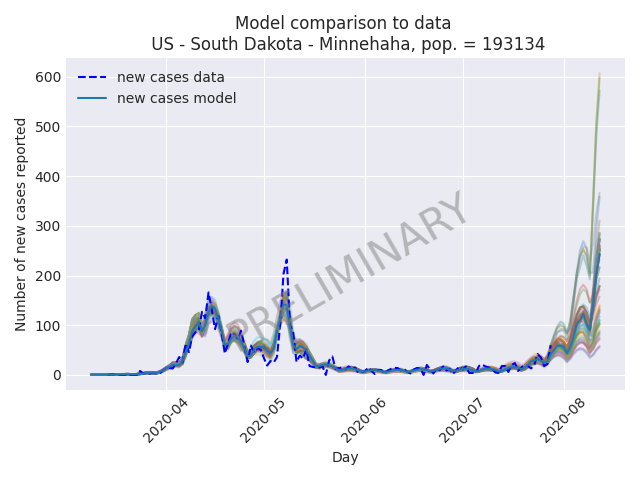 Model comparison to data
US - South Dakota - Minnehaha, pop. = 193134
new cases data
new cases model
Number of new cases reported
600
500
400
300
200
100
0
PRELIMINARY
2020-04
2020-05
2020-06
2020-07
2020-08
Day